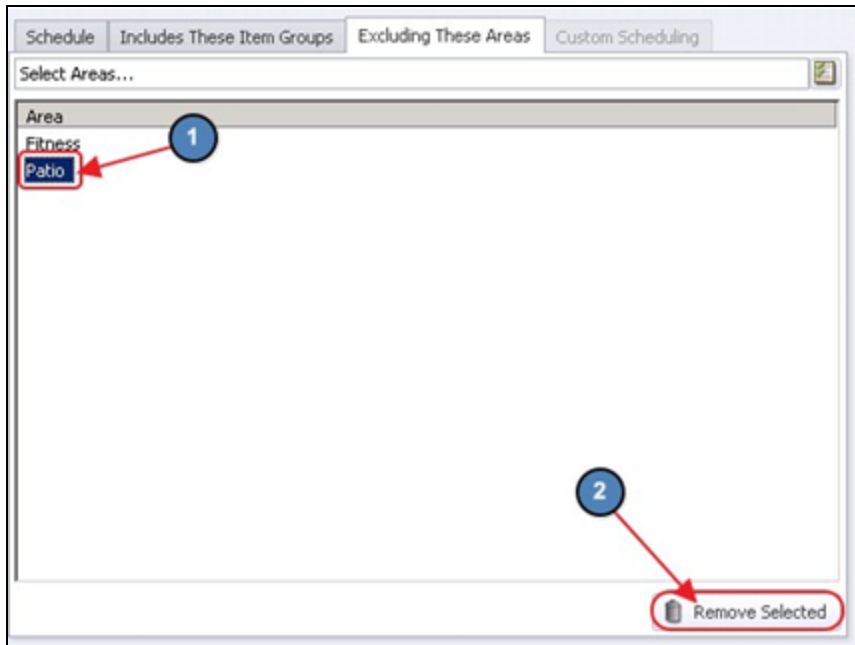 Schedule Includes These Item Groups Excluding These Areas Custom Scheduling
Select Areas...
Area
Fitness
1
Patio
2
Remove Selected